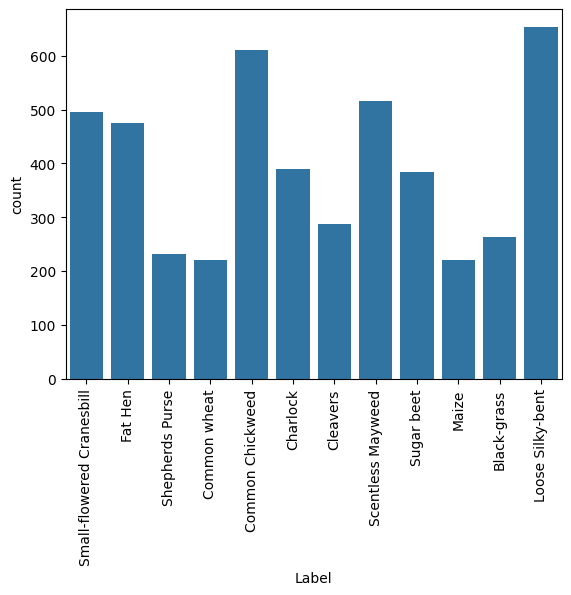 600
500
400
300
200
100
0
count
Small-flowered Cranesbill
Fat Hen
Shepherds Purse
Common wheat
Common Chickweed
Charlock
Cleavers
Scentless Mayweed
Sugar beet
Maize
Black-grass
Loose Silky-bent
Label